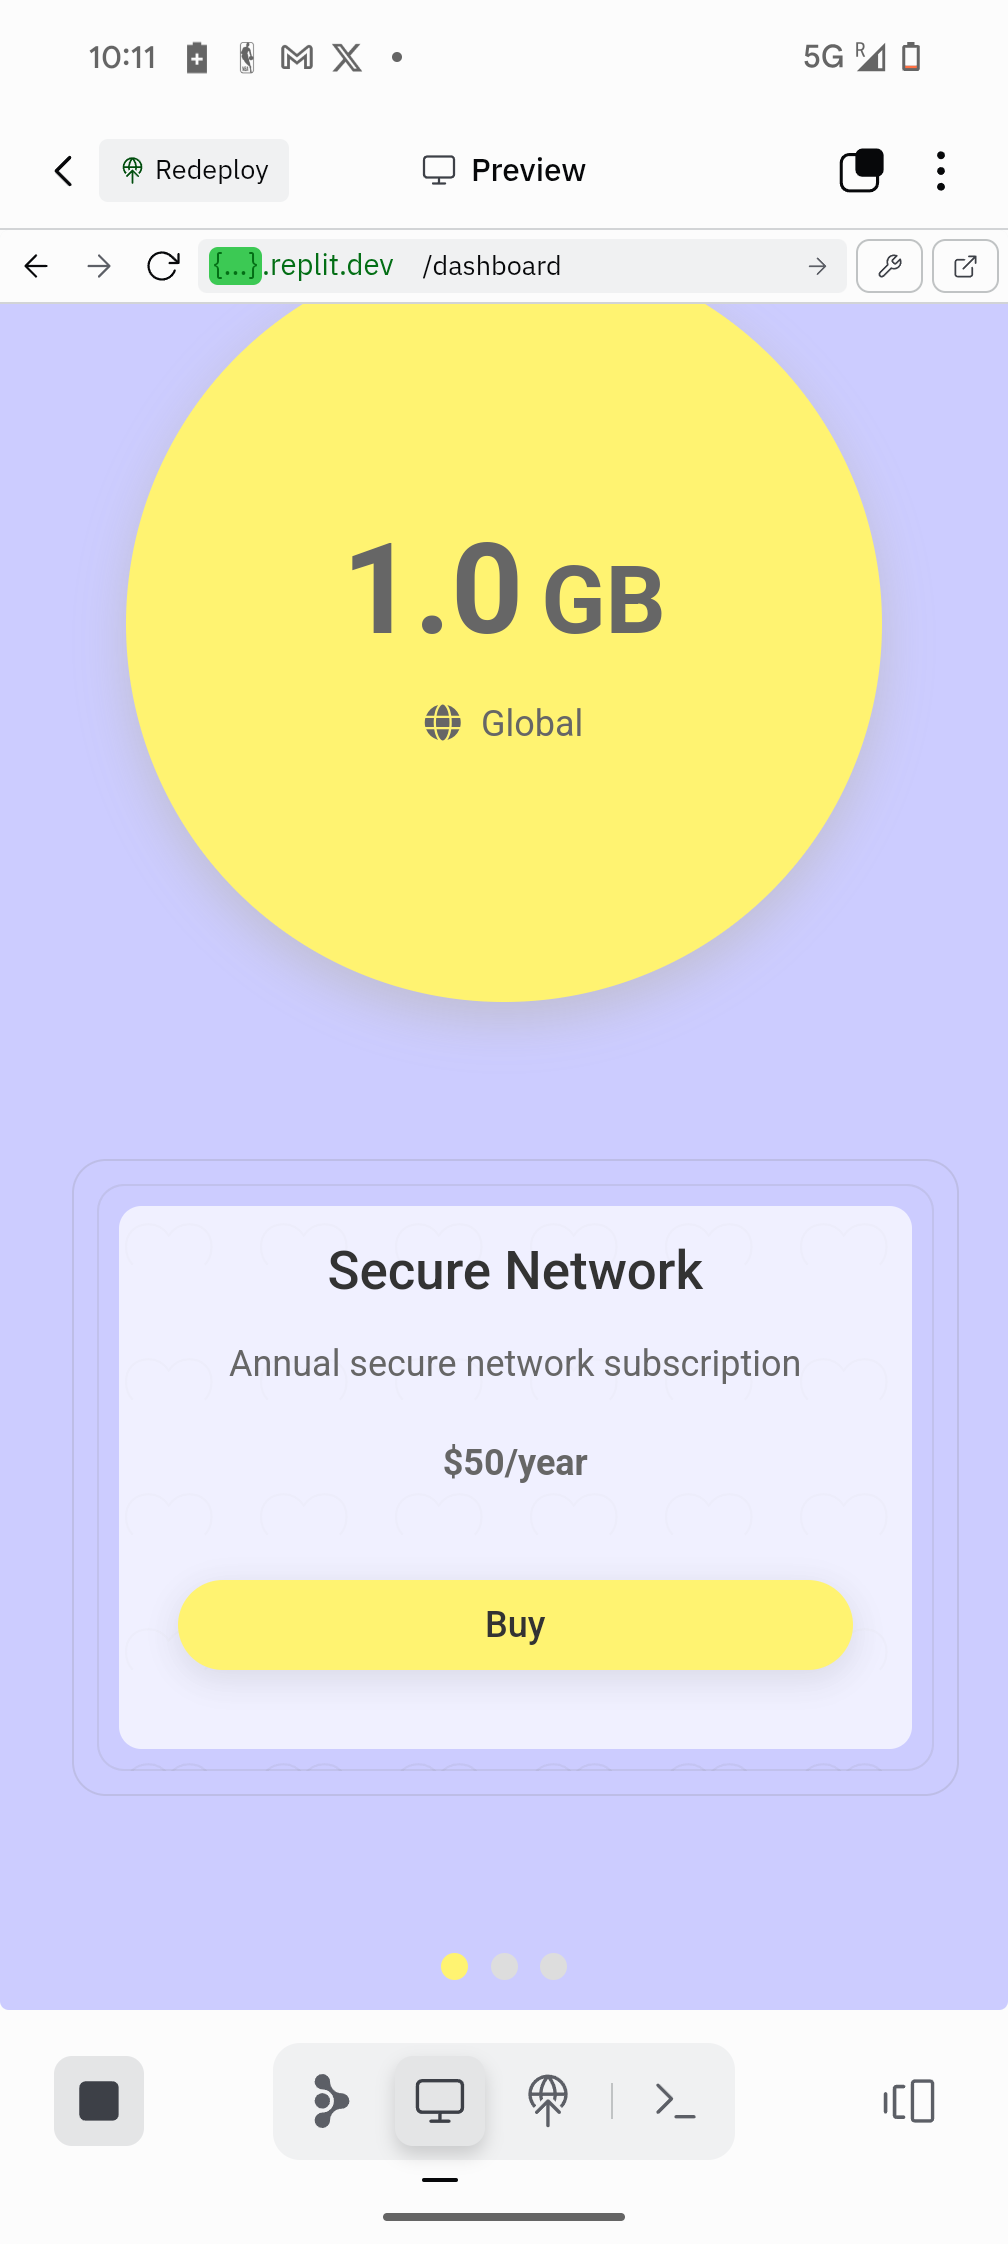 10:11
5G R
Redeploy
Preview
{...}.replit.dev /dashboard
1.0 GB
Global
Secure Network
Annual secure network subscription
$50/year
Buy